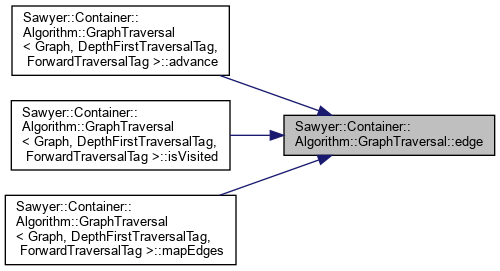 Sawyer::Container::
Algorithm::GraphTraversal
< Graph, DepthFirstTraversalTag,
ForwardTraversalTag >::advance
Sawyer::Container::
Algorithm::GraphTraversal
< Graph, DepthFirstTraversalTag,
ForwardTraversalTag >::isVisited
Sawyer::Container::
Algorithm::GraphTraversal::edge
Sawyer::Container::
Algorithm::GraphTraversal
< Graph, DepthFirstTraversalTag,
ForwardTraversalTag >::mapEdges